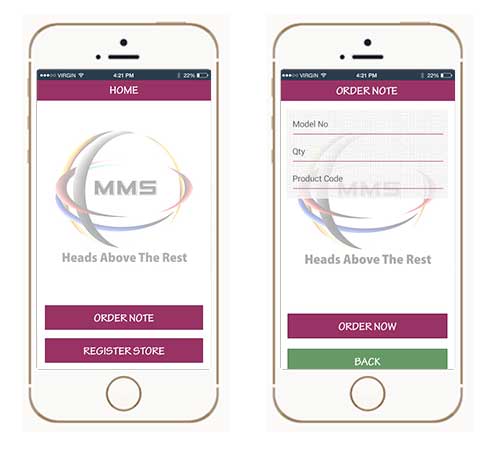 VIRGIN 4:21 PM 22%
HOME
MMS
Heads Above The Rest
ORDER NOTE
REGISTER STORE
VIRGIN 4:21 PM 22%
ORDER NOTE
Model No
Qty
Product Code
Heads Above The Rest
ORDER NOW
BACK